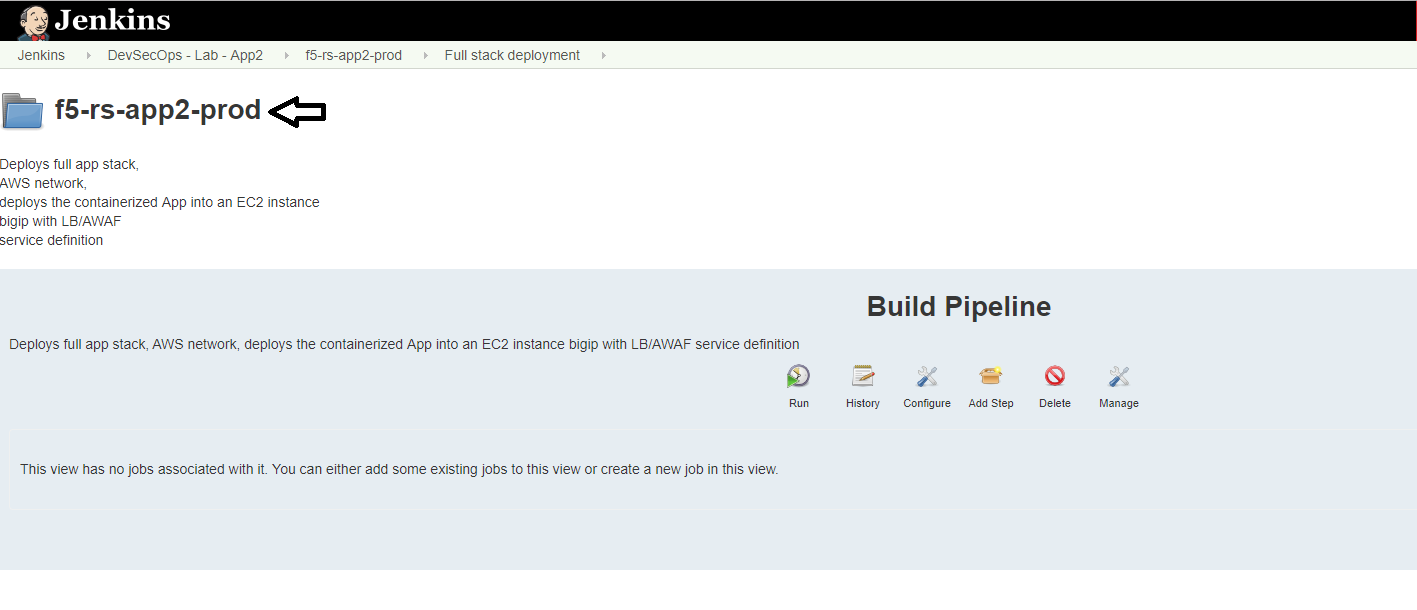 Jenkins
Jenkins DevSecOps - Lab - App2 f5-rs-app2-prod Full stack deployment
f5-rs-app2-prod
Deploys full app stack,
AWS network,
deploys the containerized App into an EC2 instance
bigip with LB/AWAF
service definition
Build Pipeline
Deploys full app stack, AWS network, deploys the containerized App into an EC2 instance bigip with LB/AWAF service definition
Run History Configure Add Step Delete Manage
This view has no jobs associated with it. You can either add some existing jobs to this view or create a new job in this view.